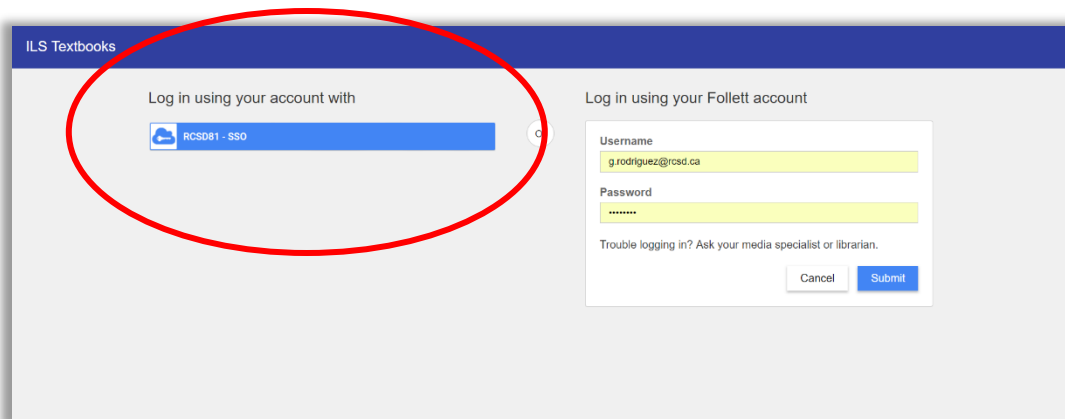 ILS Textbooks
Log in using your account with
RCSD81 - SSO
Log in using your Follett account
Username
g.rodriguez@rcsd.ca
Password
••••••••
Trouble logging in? Ask your media specialist or librarian.
Cancel
Submit